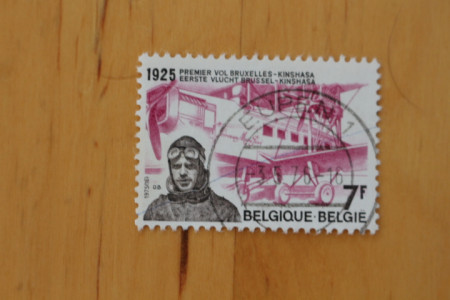 1925 PREMIER VOL BRUXELLES-KINSHASA
EERSTE VLUCHT BRUSSEL-KINSHASA
7F
BELGIQUE·BELGIE